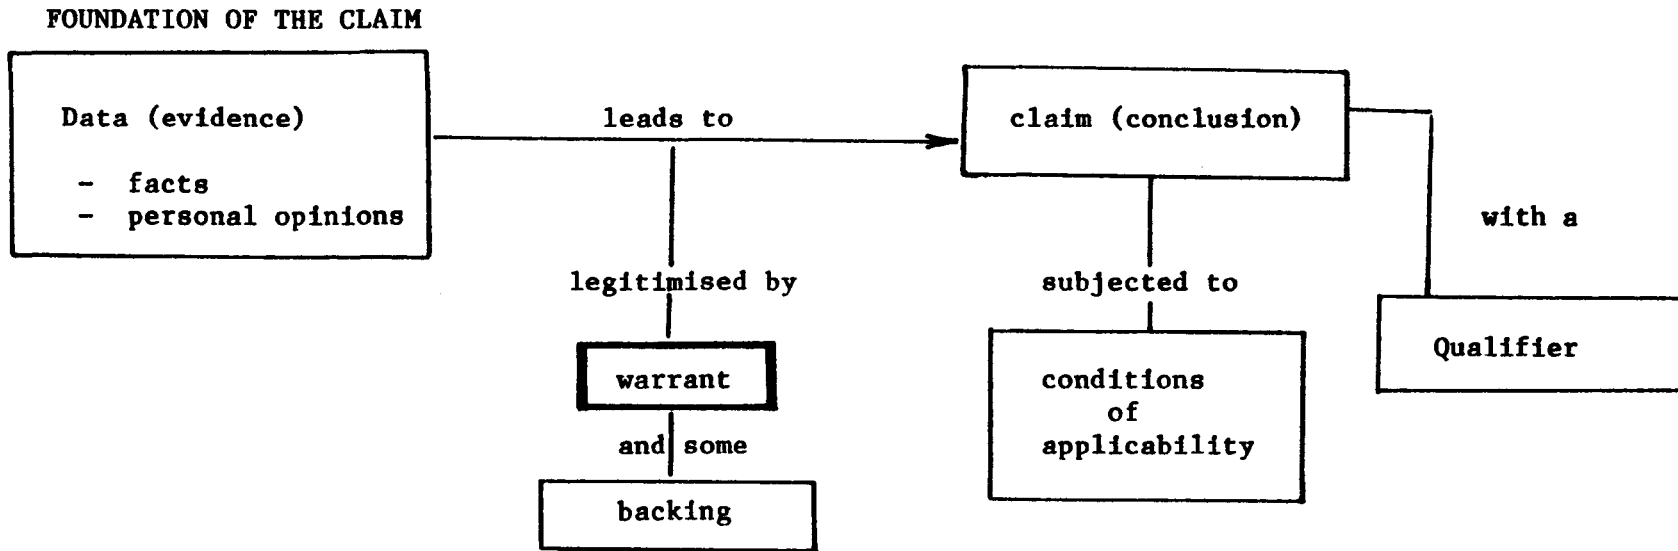 FOUNDATION OF THE CLAIM
Data (evidence)
- facts
- personal opinions
leads to
claim (conclusion)
with a
legitimised by
subjected to
Qualifier
warrant
conditions
of
applicability
and some
backing